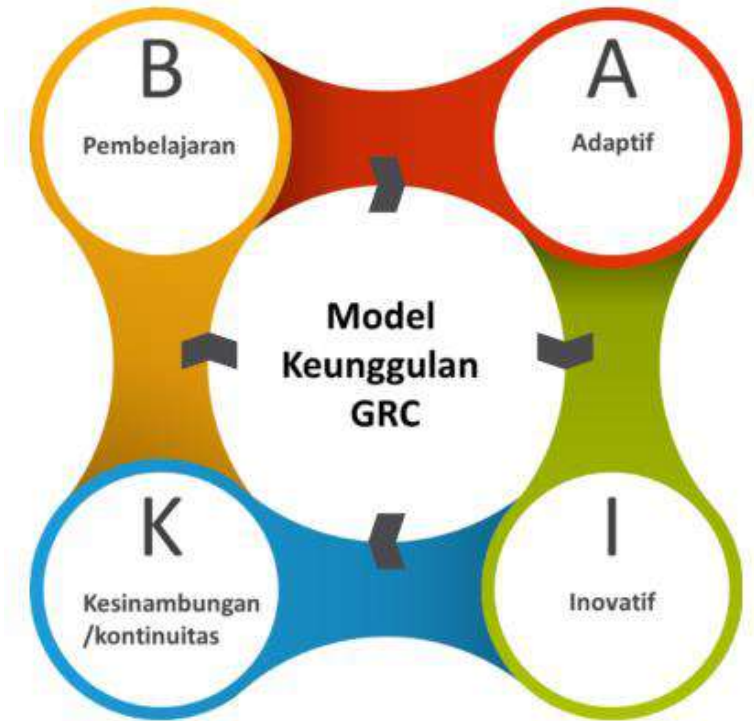 B
Pembelajaran
A
Adaptif
Model
Keunggulan
GRC
K
Kesinambungan
/kontinuitas
I
Inovatif